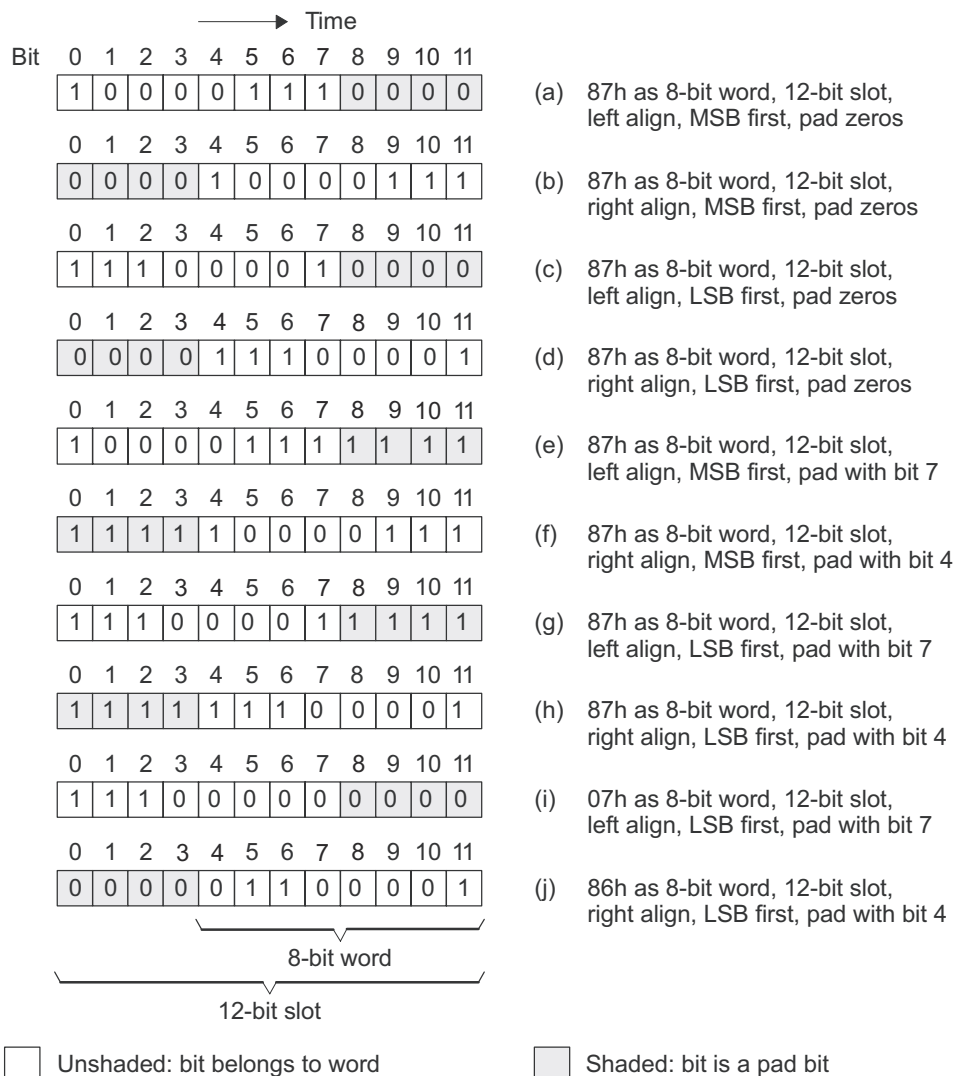 Time
Bit 0 1 2 3 4 5 6 7 8 9 10 11
1 0 0 0 0 1 1 1 0 0 0 0
(a) 87h as 8-bit word, 12-bit slot,
left align, MSB first, pad zeros
0 1 2 3 4 5 6 7 8 9 10 11
0 0 0 0 1 0 0 0 0 1 1 1
(b) 87h as 8-bit word, 12-bit slot,
right align, MSB first, pad zeros
0 1 2 3 4 5 6 7 8 9 10 11
1 1 1 0 0 0 0 1 0 0 0 0
(c) 87h as 8-bit word, 12-bit slot,
left align, LSB first, pad zeros
0 1 2 3 4 5 6 7 8 9 10 11
0 0 0 0 1 1 1 0 0 0 0 1
(d) 87h as 8-bit word, 12-bit slot,
right align, LSB first, pad zeros
0 1 2 3 4 5 6 7 8 9 10 11
1 0 0 0 0 1 1 1 1 1 1 1
(e) 87h as 8-bit word, 12-bit slot,
left align, MSB first, pad with bit 7
0 1 2 3 4 5 6 7 8 9 10 11
1 1 1 1 1 0 0 0 0 1 1 1
(f) 87h as 8-bit word, 12-bit slot,
right align, MSB first, pad with bit 4
0 1 2 3 4 5 6 7 8 9 10 11
1 1 1 0 0 0 0 1 1 1 1 1
(g) 87h as 8-bit word, 12-bit slot,
left align, LSB first, pad with bit 7
0 1 2 3 4 5 6 7 8 9 10 11
1 1 1 1 1 1 1 0 0 0 0 1
(h) 87h as 8-bit word, 12-bit slot,
right align, LSB first, pad with bit 4
0 1 2 3 4 5 6 7 8 9 10 11
1 1 1 0 0 0 0 0 0 0 0 0
(i) 07h as 8-bit word, 12-bit slot,
left align, LSB first, pad with bit 7
0 1 2 3 4 5 6 7 8 9 10 11
0 0 0 0 0 1 1 0 0 0 0 1
(j) 86h as 8-bit word, 12-bit slot,
right align, LSB first, pad with bit 4
8-bit word
12-bit slot
Unshaded: bit belongs to word
Shaded: bit is a pad bit